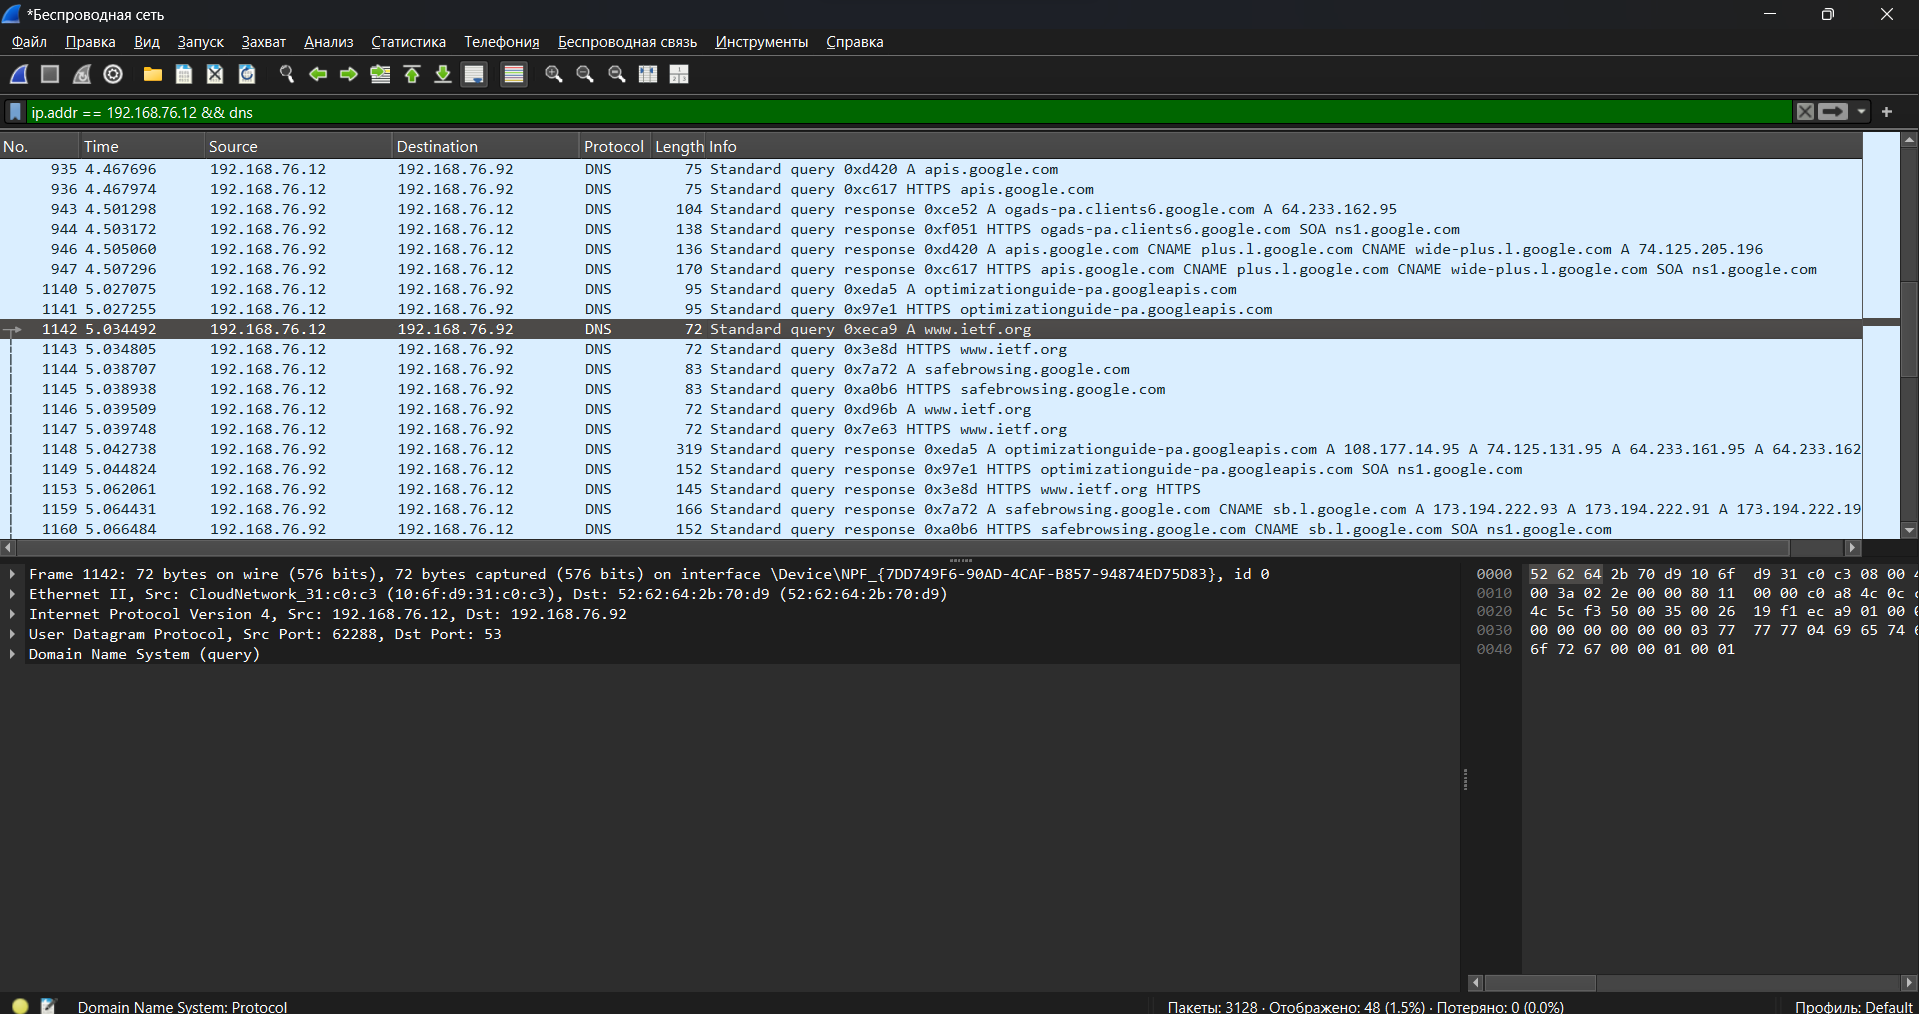 *Беспроводная сеть
Файл Правка Вид Запуск Захват Анализ Статистика Телефония Беспроводная связь Инструменты Справка
ip.addr == 192.168.76.12 && dns
No. Time Source Destination Protocol Length Info
935 4.467696 192.168.76.12 192.168.76.92 DNS 75 Standard query 0xd420 A apis.google.com
936 4.467974 192.168.76.12 192.168.76.92 DNS 75 Standard query 0xc617 HTTPS apis.google.com
943 4.501298 192.168.76.92 192.168.76.12 DNS 104 Standard query response 0xce52 A ogads-pa.clients6.google.com A 64.233.162.95
944 4.503172 192.168.76.92 192.168.76.12 DNS 138 Standard query response 0xf051 HTTPS ogads-pa.clients6.google.com SOA ns1.google.com
946 4.505060 192.168.76.92 192.168.76.12 DNS 136 Standard query response 0xd420 A apis.google.com CNAME plus.l.google.com CNAME wide-plus.l.google.com A 74.125.205.196
947 4.507296 192.168.76.92 192.168.76.12 DNS 170 Standard query response 0xc617 HTTPS apis.google.com CNAME plus.l.google.com CNAME wide-plus.l.google.com SOA ns1.google.com
1140 5.027075 192.168.76.12 192.168.76.92 DNS 95 Standard query 0xeda5 A optimizationguide-pa.googleapis.com
1141 5.027255 192.168.76.12 192.168.76.92 DNS 95 Standard query 0x97e1 HTTPS optimizationguide-pa.googleapis.com
1142 5.034492 192.168.76.12 192.168.76.92 DNS 72 Standard query 0xeca9 A www.ietf.org
1143 5.034805 192.168.76.12 192.168.76.92 DNS 72 Standard query 0x3e8d HTTPS www.ietf.org
1144 5.038707 192.168.76.12 192.168.76.92 DNS 83 Standard query 0x7a72 A safebrowsing.google.com
1145 5.038938 192.168.76.12 192.168.76.92 DNS 83 Standard query 0xa0b6 HTTPS safebrowsing.google.com
1146 5.039509 192.168.76.12 192.168.76.92 DNS 72 Standard query 0xd96b A www.ietf.org
1147 5.039748 192.168.76.12 192.168.76.92 DNS 72 Standard query 0x7e63 HTTPS www.ietf.org
1148 5.042738 192.168.76.92 192.168.76.12 DNS 319 Standard query response 0xeda5 A optimizationguide-pa.googleapis.com A 108.177.14.95 A 74.125.131.95 A 64.233.161.95 A 64.233.162
1149 5.044824 192.168.76.92 192.168.76.12 DNS 152 Standard query response 0x97e1 HTTPS optimizationguide-pa.googleapis.com SOA ns1.google.com
1153 5.062061 192.168.76.92 192.168.76.12 DNS 145 Standard query response 0x3e8d HTTPS www.ietf.org HTTPS
1159 5.064431 192.168.76.92 192.168.76.12 DNS 166 Standard query response 0x7a72 A safebrowsing.google.com CNAME sb.l.google.com A 173.194.222.93 A 173.194.222.91 A 173.194.222.19
1160 5.066484 192.168.76.92 192.168.76.12 DNS 152 Standard query response 0xa0b6 HTTPS safebrowsing.google.com CNAME sb.l.google.com SOA ns1.google.com
Frame 1142: 72 bytes on wire (576 bits), 72 bytes captured (576 bits) on interface \Device\NPF_{7DD749F6-90AD-4CAF-B857-94874ED75D83}, id 0
Ethernet II, Src: CloudNetwork_31:c0:c3 (10:6f:d9:31:c0:c3), Dst: 52:62:64:2b:70:d9 (52:62:64:2b:70:d9)
Internet Protocol Version 4, Src: 192.168.76.12, Dst: 192.168.76.92
User Datagram Protocol, Src Port: 62288, Dst Port: 53
Domain Name System (query)
0000 52 62 64 2b 70 d9 10 6f d9 31 c0 c3 08 00
0010 00 3a 02 2e 00 00 80 11 00 00 c0 a8 4c 0c
0020 4c 5c f3 50 00 35 00 26 19 f1 ec a9 01 00
0030 00 00 00 00 00 00 03 77 77 77 04 69 65 74
0040 6f 72 67 00 00 01 00 01
Domain Name System: Protocol
Пакеты: 3128 · Отображено: 48 (1.5%) · Потеряно: 0 (0.0%)
Профиль: Default